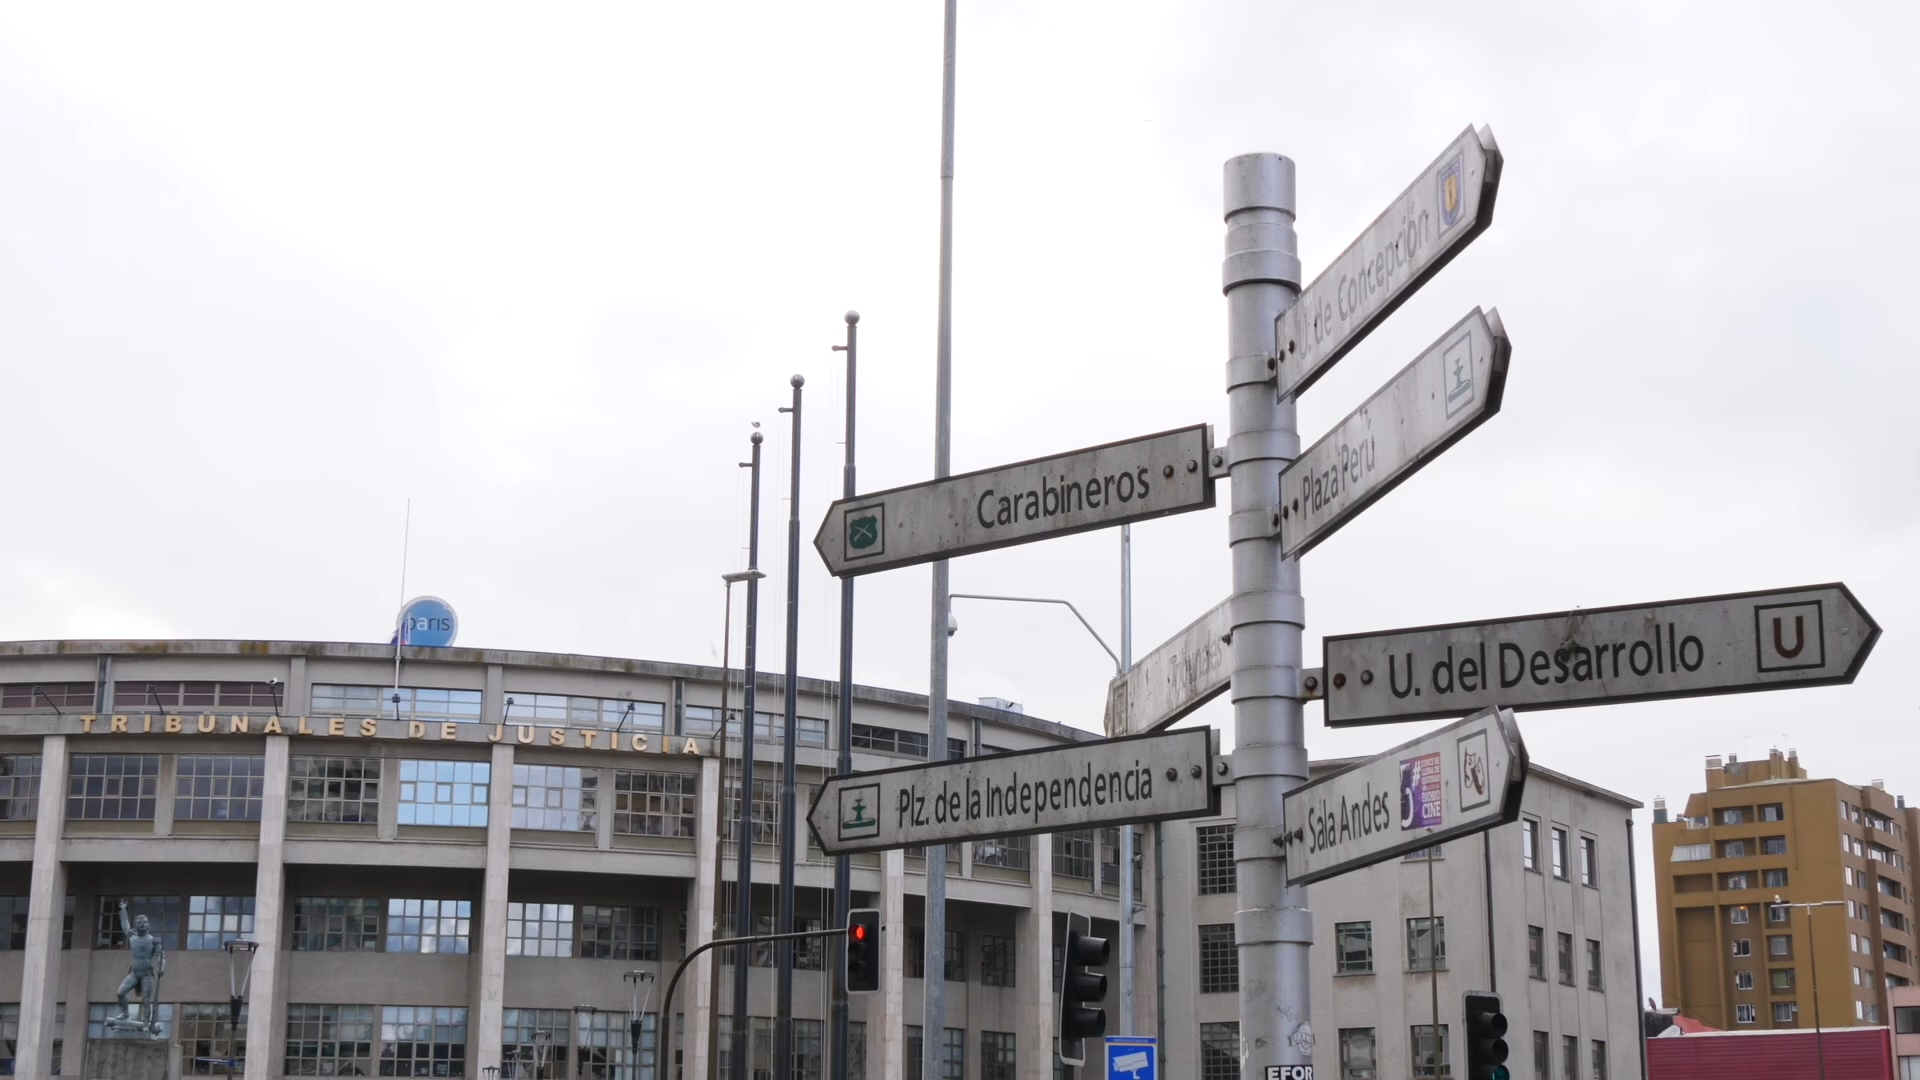 U. de Concepción
Plaza Perú
Carabineros
Tribunales
U. del Desarrollo
U
Plz. de la Independencia
Sala Andes
CINE
paris
TRIBUNALES DE JUSTICIA
EFOR